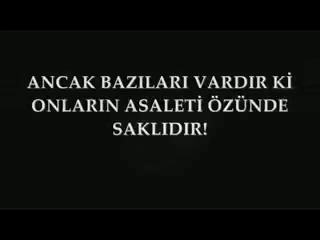 ANCAK BAZILARI VARDIR Kİ
ONLARIN ASALETİ ÖZÜNDE
SAKLIDIR!